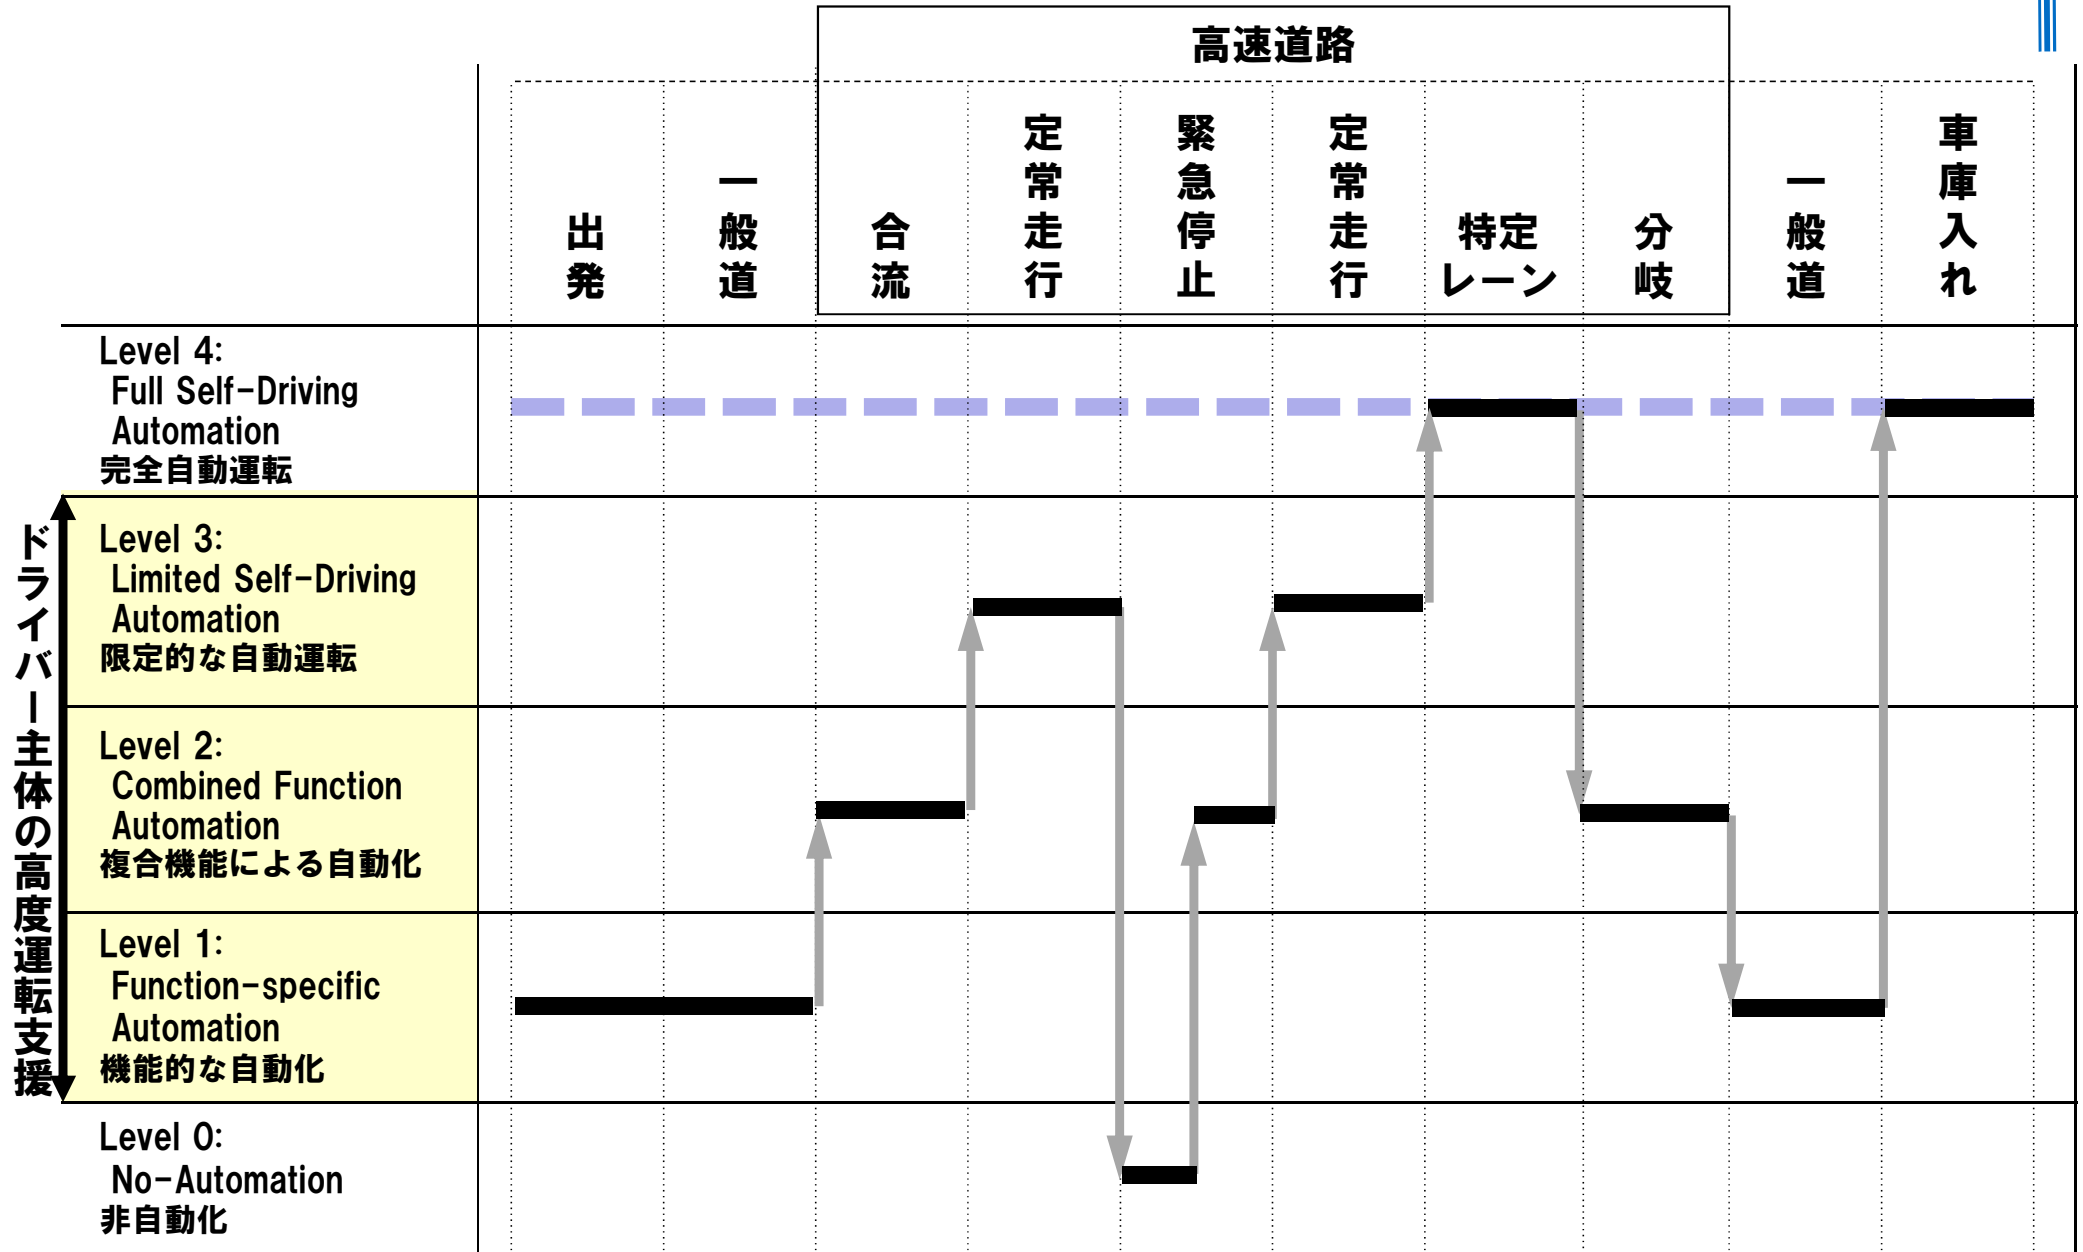 高速道路
出発
一般道
合流
定常走行
緊急停止
定常走行
特定
レーン
分岐
一般道
車庫入れ
Level 4:
Full Self-Driving
Automation
完全自動運転
ドライバー主体の高度運転支援
Level 3:
Limited Self-Driving
Automation
限定的な自動運転
Level 2:
Combined Function
Automation
複合機能による自動化
Level 1:
Function-specific
Automation
機能的な自動化
Level 0:
No-Automation
非自動化